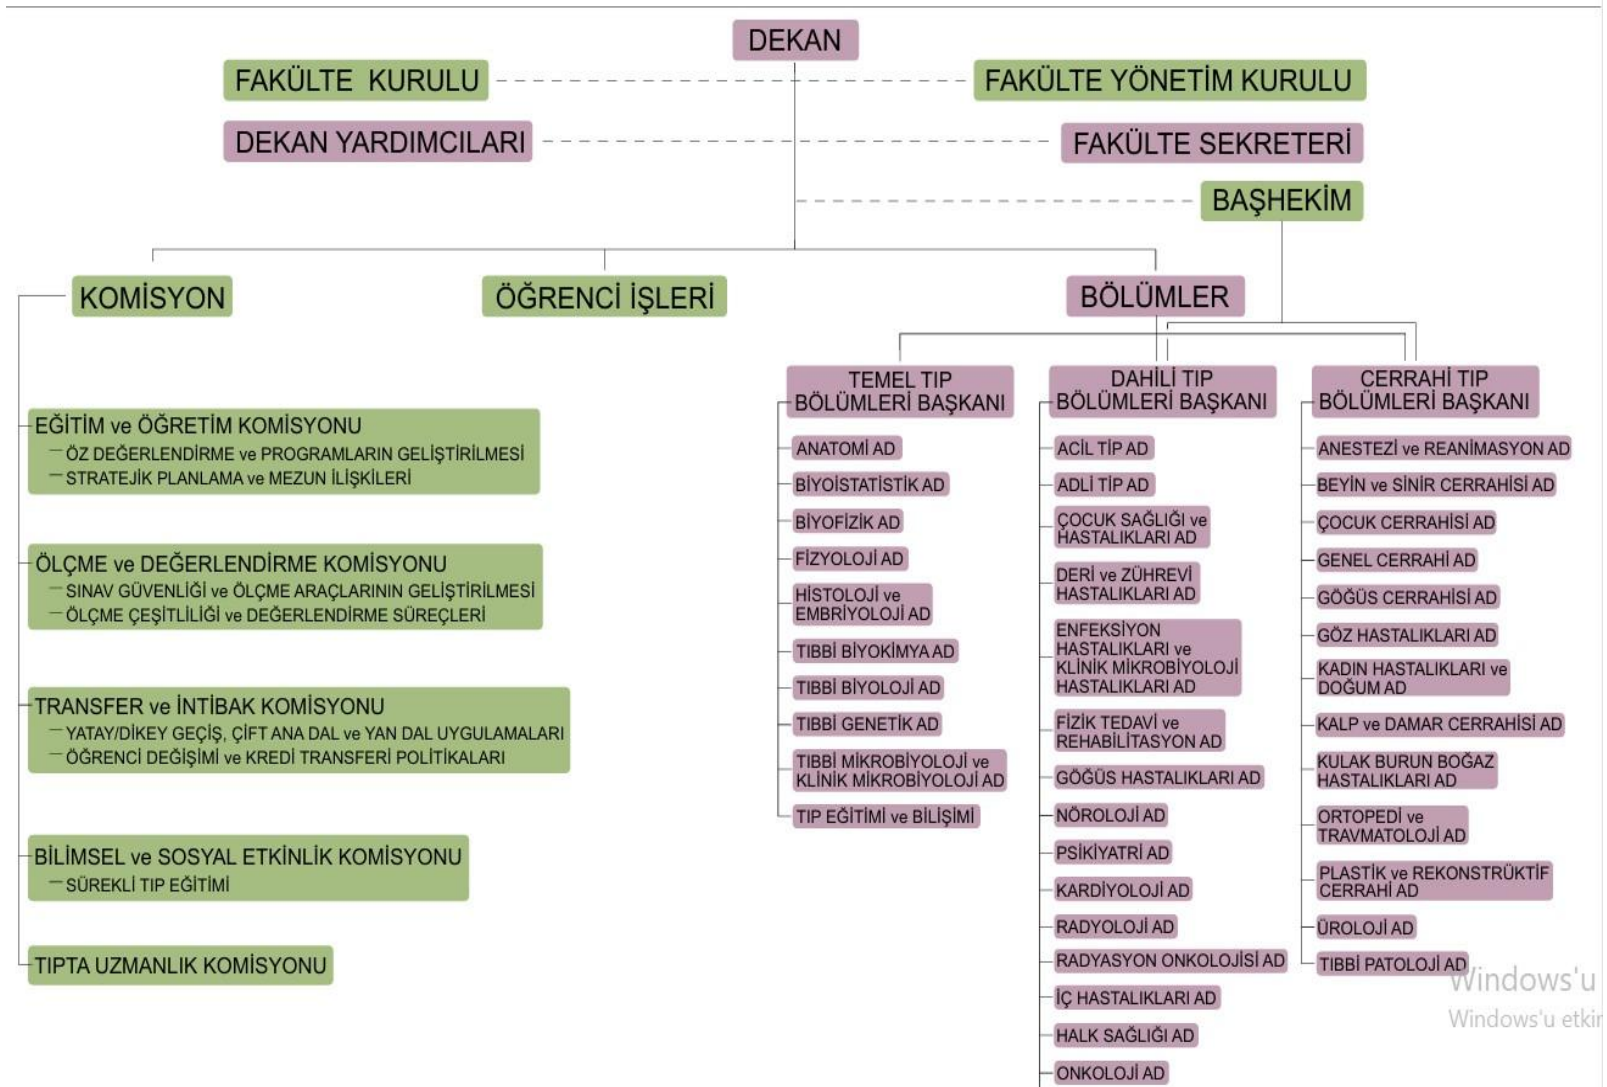 DEKAN
FAKÜLTE KURULU
FAKÜLTE YÖNETİM KURULU
DEKAN YARDIMCILARI
FAKÜLTE SEKRETERİ
BAŞHEKİM
KOMİSYON
ÖĞRENCİ İŞLERİ
BÖLÜMLER
EĞİTİM ve ÖĞRETİM KOMİSYONU
ÖZ DEĞERLENDİRME ve PROGRAMLARIN GELİŞTİRİLMESİ
STRATEJİK PLANLAMA ve MEZUN İLİŞKİLERİ
ÖLÇME ve DEĞERLENDİRME KOMİSYONU
SINAV GÜVENLİĞİ ve ÖLÇME ARAÇLARININ GELİŞTİRİLMESİ
ÖLÇME ÇEŞİTLİLİĞİ ve DEĞERLENDİRME SÜREÇLERİ
TRANSFER ve İNTİBAK KOMİSYONU
YATAY/DİKEY GEÇİŞ, ÇİFT ANA DAL ve YAN DAL UYGULAMALARI
ÖĞRENCİ DEĞİŞİMİ ve KREDİ TRANSFERİ POLİTİKALARI
BİLİMSEL ve SOSYAL ETKİNLİK KOMİSYONU
SÜREKLİ TIP EĞİTİMİ
TIPTA UZMANLIK KOMİSYONU
TEMEL TIP
BÖLÜMLERİ BAŞKANI
ANATOMİ AD
BİYOİSTATİSTİK AD
BİYOFİZİK AD
FİZYOLOJİ AD
HİSTOLOJİ ve
EMBRİYOLOJİ AD
TIBBİ BİYOKİMYA AD
TIBBİ BİYOLOJİ AD
TIBBİ GENETİK AD
TIBBİ MİKROBİYOLOJİ ve
KLİNİK MİKROBİYOLOJİ AD
TIP EĞİTİMİ ve BİLİŞİMİ
DAHİLİ TIP
BÖLÜMLERİ BAŞKANI
ACİL TİP AD
ADLİ TİP AD
ÇOCUK SAĞLIĞI ve
HASTALIKLARI AD
DERİ ve ZÜHREVİ
HASTALIKLARI AD
ENFEKSİYON
HASTALIKLARI ve
KLİNİK MİKROBİYOLOJİ
HASTALIKLARI AD
FİZİK TEDAVİ ve
REHABİLİTASYON AD
GÖĞÜS HASTALIKLARI AD
NÖROLOJİ AD
PSİKİYATRİ AD
KARDİYOLOJİ AD
RADYOLOJİ AD
RADYASYON ONKOLOJİSİ AD
İÇ HASTALIKLARI AD
HALK SAĞLIĞI AD
ONKOLOJİ AD
CERRAHİ TIP
BÖLÜMLERİ BAŞKANI
ANESTEZİ ve REANİMASYON AD
BEYİN ve SİNİR CERRAHİSİ AD
ÇOCUK CERRAHİSİ AD
GENEL CERRAHİ AD
GÖĞÜS CERRAHİSİ AD
GÖZ HASTALIKLARI AD
KADIN HASTALIKLARI ve
DOĞUM AD
KALP ve DAMAR CERRAHİSİ AD
KULAK BURUN BOĞAZ
HASTALIKLARI AD
ORTOPEDİ ve
TRAVMATOLOJİ AD
PLASTİK ve REKONSTRÜKTİF
CERRAHİ AD
ÜROLOJİ AD
TIBBİ PATOLOJİ AD
Windows'u
Windows'u